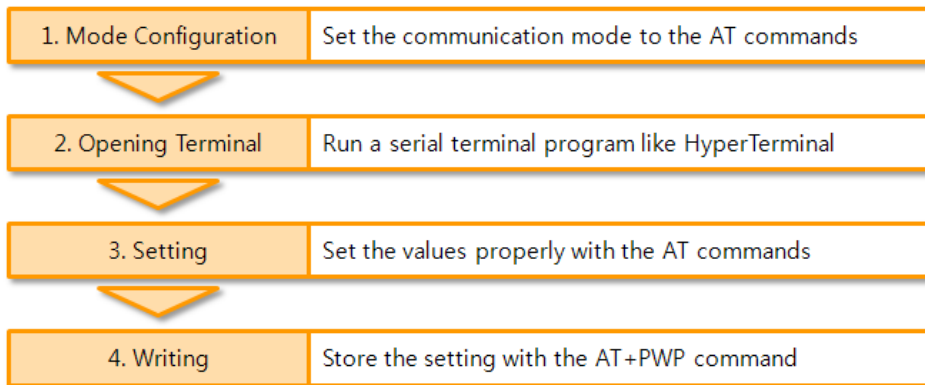 1. Mode Configuration Set the communication mode to the AT commands
2. Opening Terminal Run a serial terminal program like HyperTerminal
3. Setting Set the values properly with the AT commands
4. Writing Store the setting with the AT+PWP command